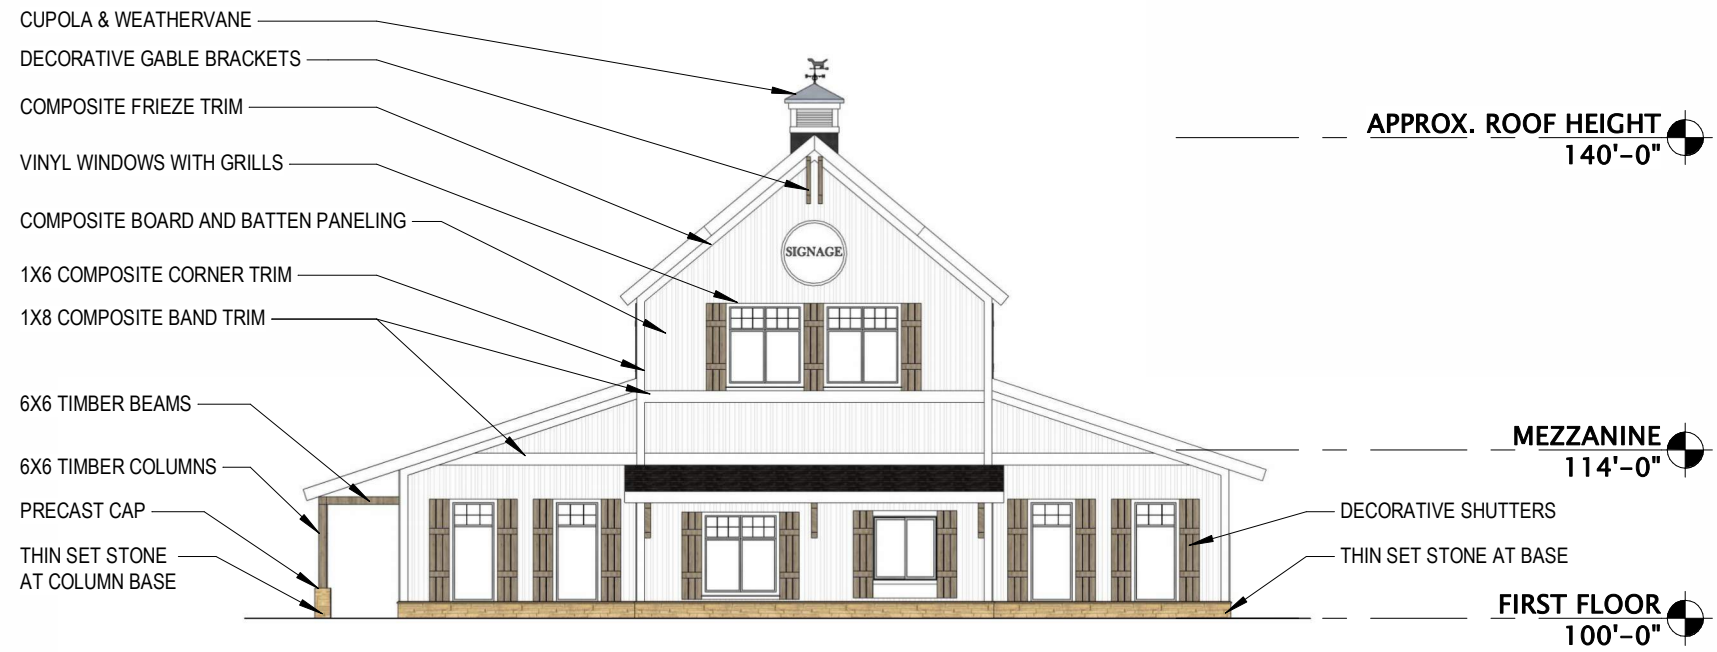 CUPOLA & WEATHERVANE
DECORATIVE GABLE BRACKETS
COMPOSITE FRIEZE TRIM
VINYL WINDOWS WITH GRILLS
COMPOSITE BOARD AND BATTEN PANELING
1X6 COMPOSITE CORNER TRIM
1X8 COMPOSITE BAND TRIM
6X6 TIMBER BEAMS
6X6 TIMBER COLUMNS
PRECAST CAP
THIN SET STONE
AT COLUMN BASE
SIGNAGE
APPROX. ROOF HEIGHT
140'-0"
MEZZANINE
114'-0"
DECORATIVE SHUTTERS
THIN SET STONE AT BASE
FIRST FLOOR
100'-0"